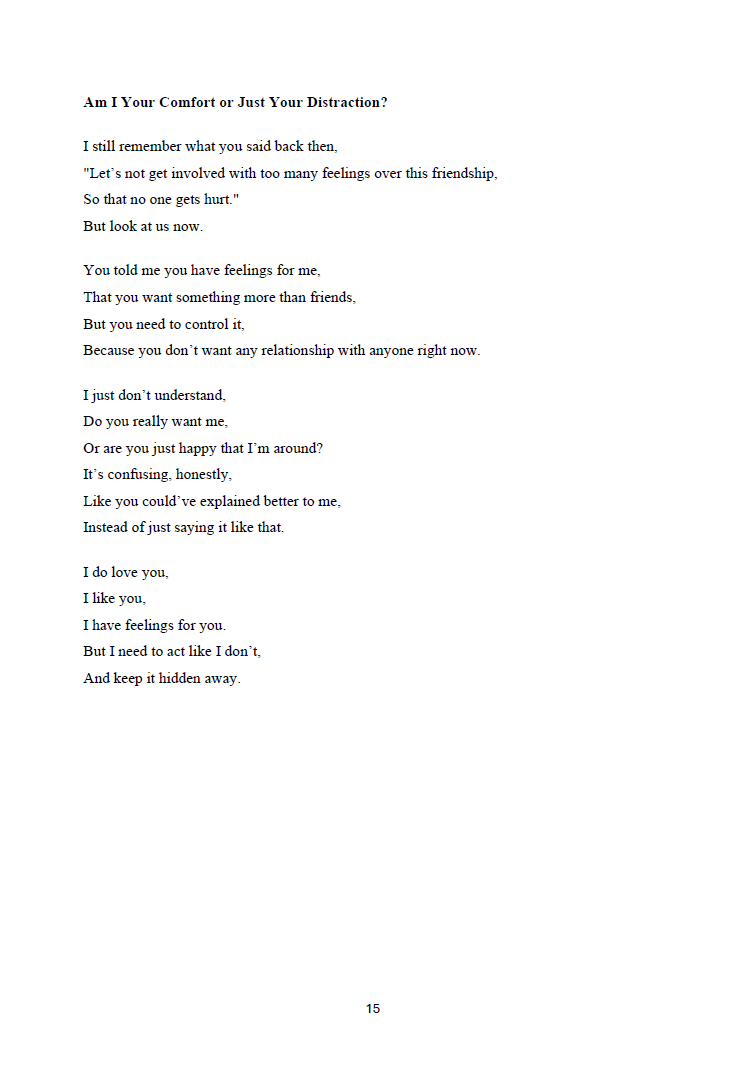 Am I Your Comfort or Just Your Distraction?
I still remember what you said back then,
"Let’s not get involved with too many feelings over this friendship,
So that no one gets hurt."
But look at us now.
You told me you have feelings for me,
That you want something more than friends,
But you need to control it,
Because you don’t want any relationship with anyone right now.
I just don’t understand,
Do you really want me,
Or are you just happy that I’m around?
It’s confusing, honestly,
Like you could’ve explained better to me,
Instead of just saying it like that.
I do love you,
I like you,
I have feelings for you.
But I need to act like I don’t,
And keep it hidden away.
15